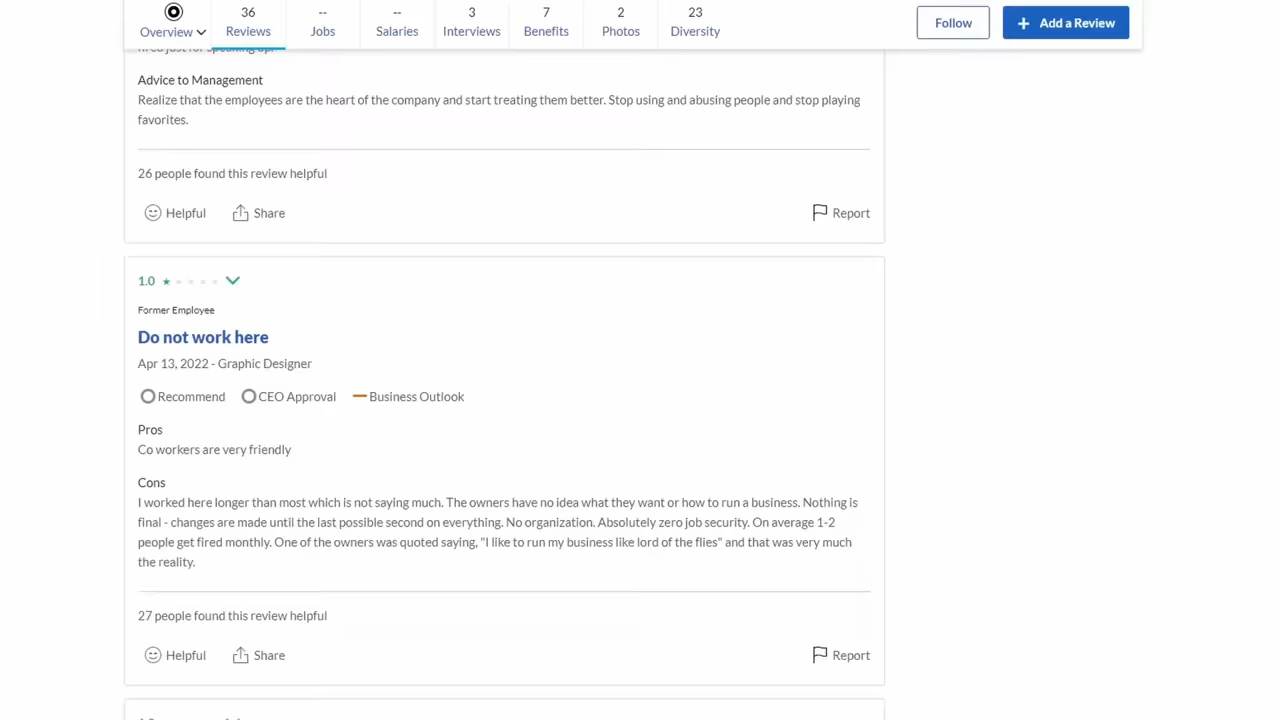 36 -- -- 3 7 2 23
Overview Reviews Jobs Salaries Interviews Benefits Photos Diversity Follow + Add a Review
fired just for speaking up.
Advice to Management
Realize that the employees are the heart of the company and start treating them better. Stop using and abusing people and stop playing
favorites.
26 people found this review helpful
Helpful Share Report
1.0
Former Employee
Do not work here
Apr 13, 2022 - Graphic Designer
Recommend CEO Approval Business Outlook
Pros
Co workers are very friendly
Cons
I worked here longer than most which is not saying much. The owners have no idea what they want or how to run a business. Nothing is
final - changes are made until the last possible second on everything. No organization. Absolutely zero job security. On average 1-2
people get fired monthly. One of the owners was quoted saying, "I like to run my business like lord of the flies" and that was very much
the reality.
27 people found this review helpful
Helpful Share Report